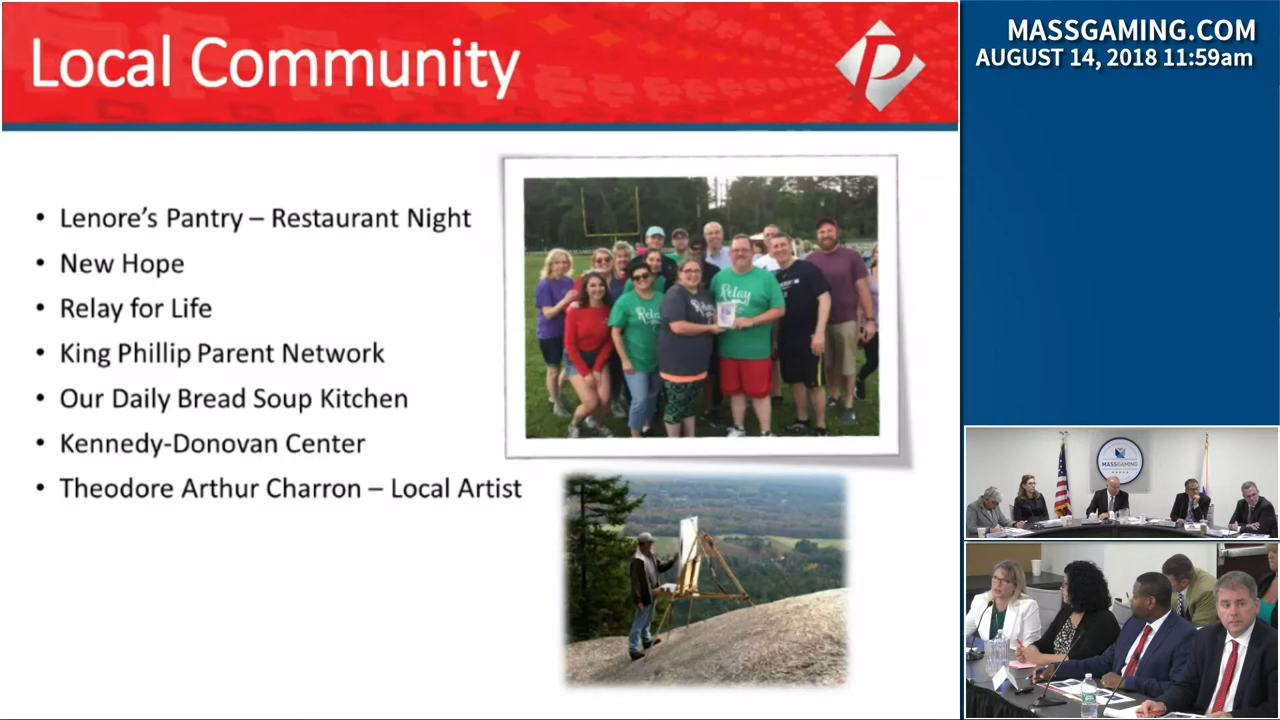 Local Community
P
MASSGAMING.COM
AUGUST 14, 2018 11:59am
• Lenore's Pantry – Restaurant Night
• New Hope
• Relay for Life
• King Phillip Parent Network
• Our Daily Bread Soup Kitchen
• Kennedy-Donovan Center
• Theodore Arthur Charron – Local Artist
Relay
MASSGAMING